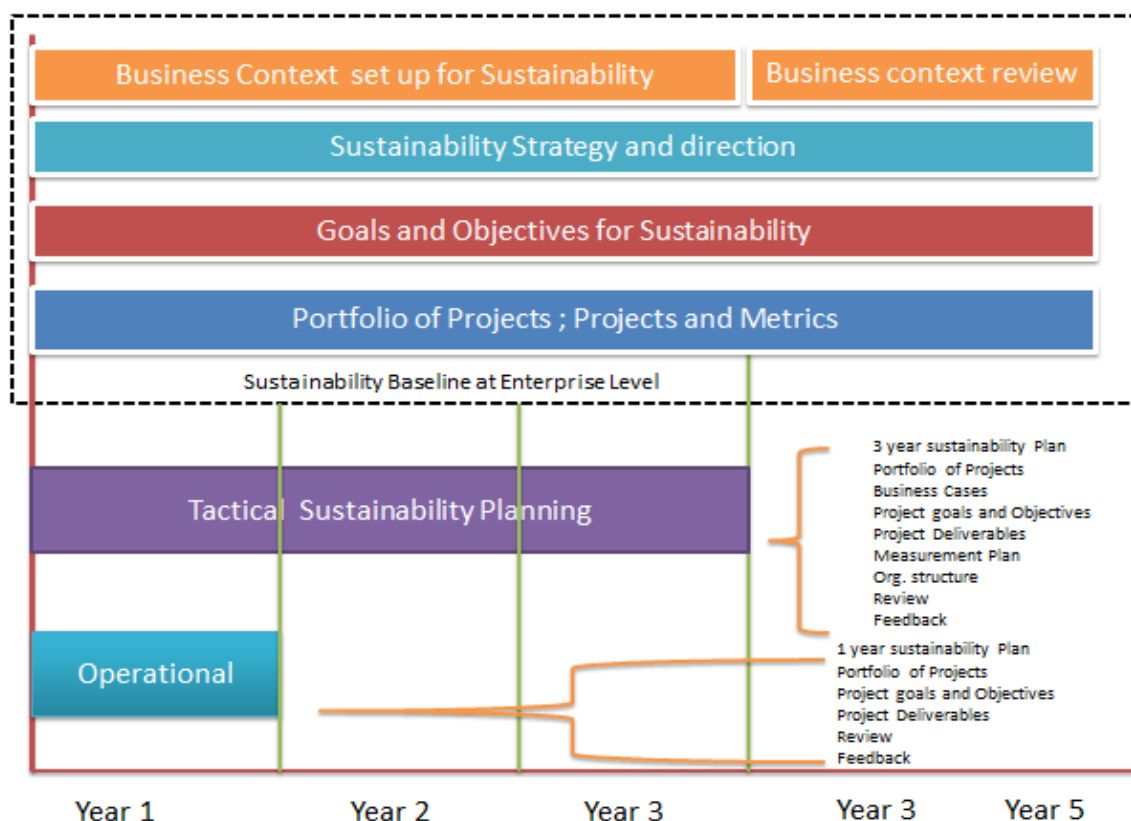 Business Context set up for Sustainability
Business context review
Sustainability Strategy and direction
Goals and Objectives for Sustainability
Portfolio of Projects ; Projects and Metrics
Sustainability Baseline at Enterprise Level
Tactical Sustainability Planning
3 year sustainability Plan
Portfolio of Projects
Business Cases
Project goals and Objectives
Project Deliverables
Measurement Plan
Org. structure
Review
Feedback
Operational
1 year sustainability Plan
Portfolio of Projects
Project goals and Objectives
Project Deliverables
Review
Feedback
Year 1
Year 2
Year 3
Year 3
Year 5